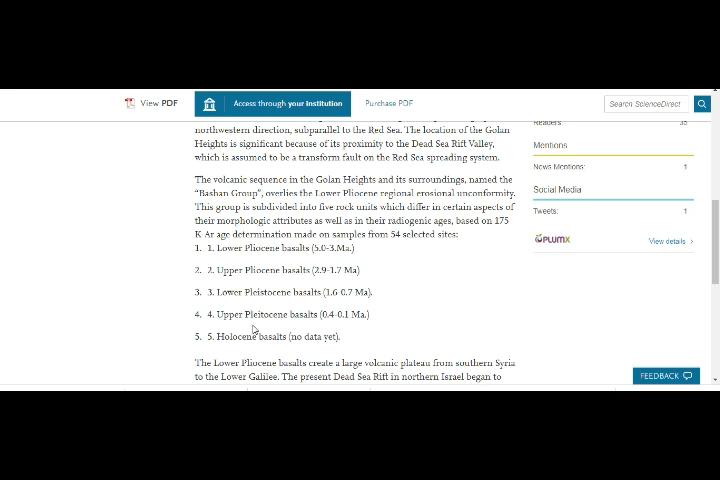 View PDF
Access through your institution
Purchase PDF
Search ScienceDirect
northwestern direction, subparallel to the Red Sea. The location of the Golan
Heights is significant because of its proximity to the Dead Sea Rift Valley,
which is assumed to be a transform fault on the Red Sea spreading system.
The volcanic sequence in the Golan Heights and its surroundings, named the
“Bashan Group”, overlies the Lower Pliocene regional erosional unconformity.
This group is subdivided into five rock units which differ in certain aspects of
their morphologic attributes as well as in their radiogenic ages, based on 175
K-Ar age determination made on samples from 54 selected sites:
1. 1. Lower Pliocene basalts (5.0-3.Ma.)
2. 2. Upper Pliocene basalts (2.9-1.7 Ma)
3. 3. Lower Pleistocene basalts (1.6-0.7 Ma).
4. 4. Upper Pleitocene basalts (0.4-0.1 Ma.)
5. 5. Holocene basalts (no data yet).
The Lower Pliocene basalts create a large volcanic plateau from southern Syria
to the Lower Galilee. The present Dead Sea Rift in northern Israel began to
Readers
Mentions
News Mentions: 1
Social Media
Tweets: 1
PLUMX
View details
FEEDBACK